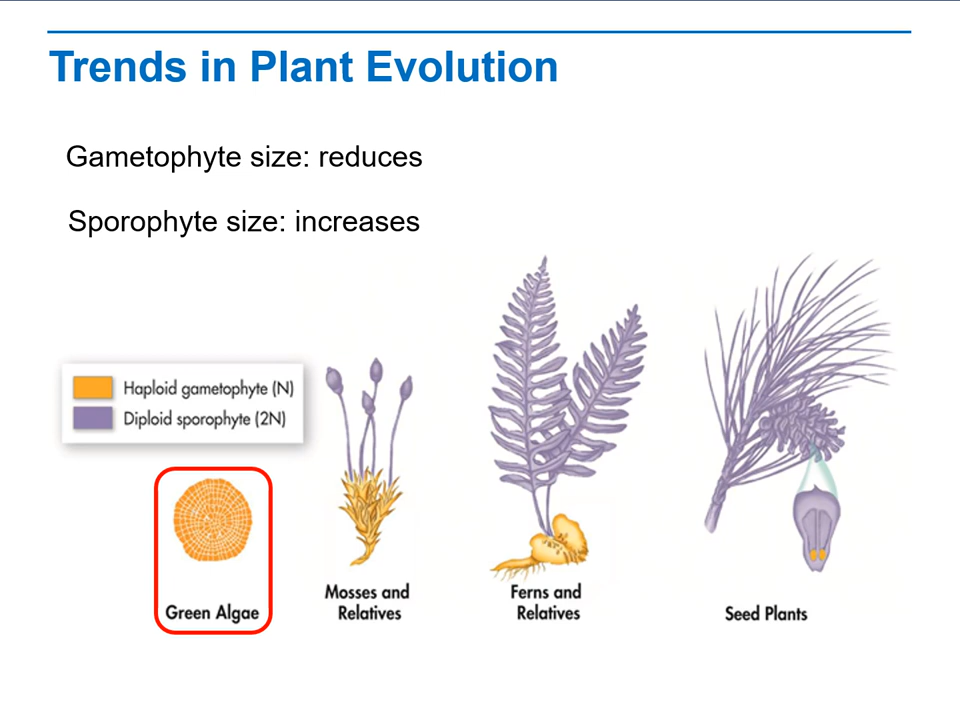 Trends in Plant Evolution
Gametophyte size: reduces
Sporophyte size: increases
Haploid gametophyte (N)
Diploid sporophyte (2N)
Green Algae
Mosses and
Relatives
Ferns and
Relatives
Seed Plants